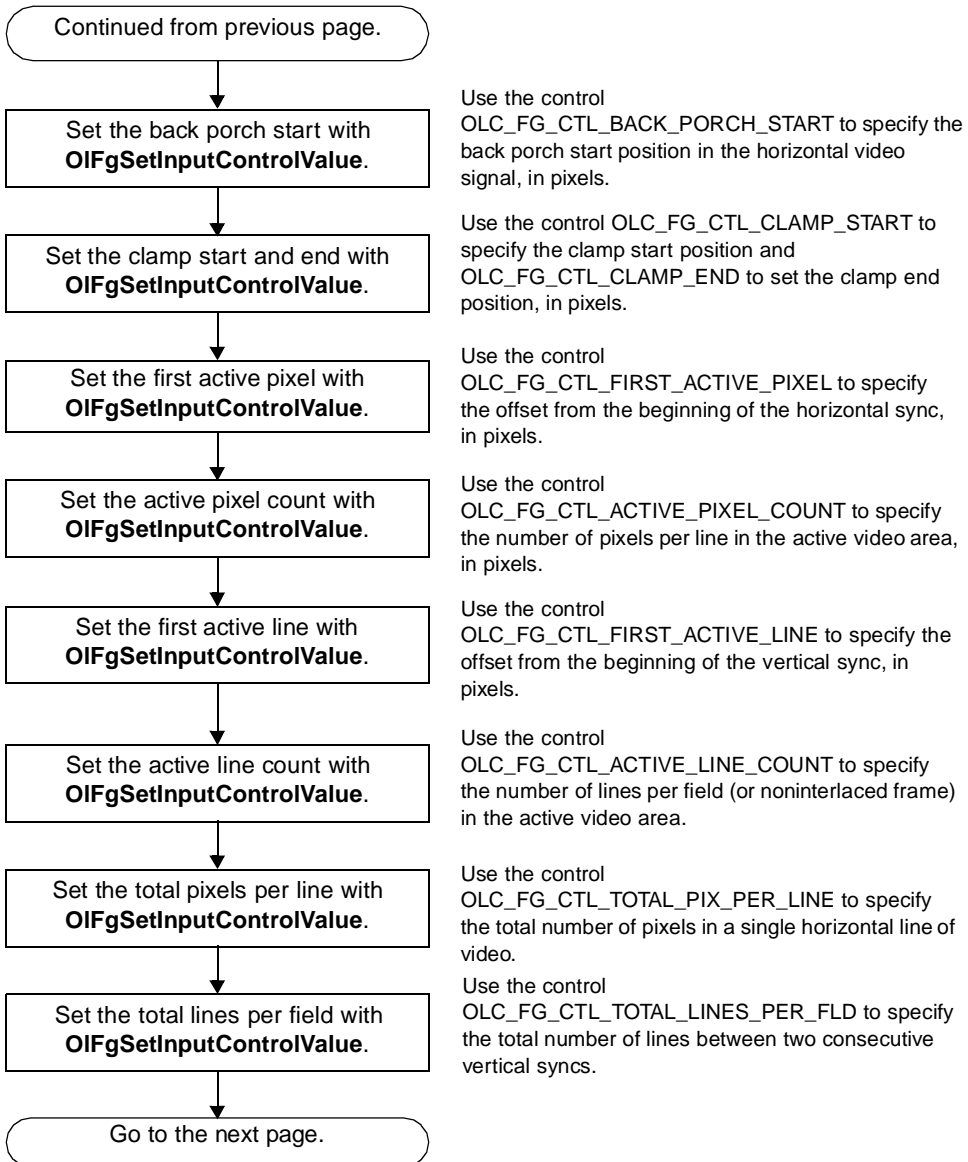 Continued from previous page.
Set the back porch start with
OlFgSetInputControlValue.
Use the control
OLC_FG_CTL_BACK_PORCH_START to specify the
back porch start position in the horizontal video
signal, in pixels.
Set the clamp start and end with
OlFgSetInputControlValue.
Use the control OLC_FG_CTL_CLAMP_START to
specify the clamp start position and
OLC_FG_CTL_CLAMP_END to set the clamp end
position, in pixels.
Set the first active pixel with
OlFgSetInputControlValue.
Use the control
OLC_FG_CTL_FIRST_ACTIVE_PIXEL to specify
the offset from the beginning of the horizontal sync,
in pixels.
Set the active pixel count with
OlFgSetInputControlValue.
Use the control
OLC_FG_CTL_ACTIVE_PIXEL_COUNT to specify
the number of pixels per line in the active video area,
in pixels.
Set the first active line with
OlFgSetInputControlValue.
Use the control
OLC_FG_CTL_FIRST_ACTIVE_LINE to specify the
offset from the beginning of the vertical sync, in
pixels.
Set the active line count with
OlFgSetInputControlValue.
Use the control
OLC_FG_CTL_ACTIVE_LINE_COUNT to specify
the number of lines per field (or noninterlaced frame)
in the active video area.
Set the total pixels per line with
OlFgSetInputControlValue.
Use the control
OLC_FG_CTL_TOTAL_PIX_PER_LINE to specify
the total number of pixels in a single horizontal line of
video.
Set the total lines per field with
OlFgSetInputControlValue.
Use the control
OLC_FG_CTL_TOTAL_LINES_PER_FLD to specify
the total number of lines between two consecutive
vertical syncs.
Go to the next page.